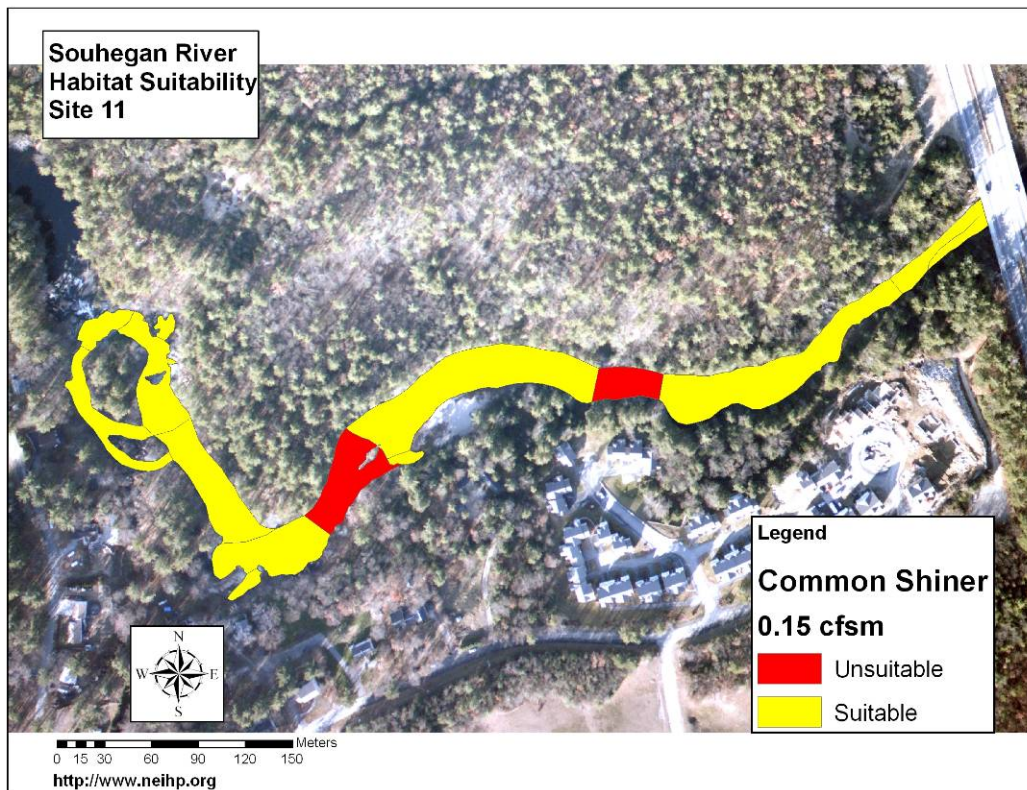 Souhegan River
Habitat Suitability
Site 11
Legend
Common Shiner
0.15 cfsm
Unsuitable
Suitable
N
W E
S
0 15 30 60 90 120 150 Meters
http://www.neihp.org